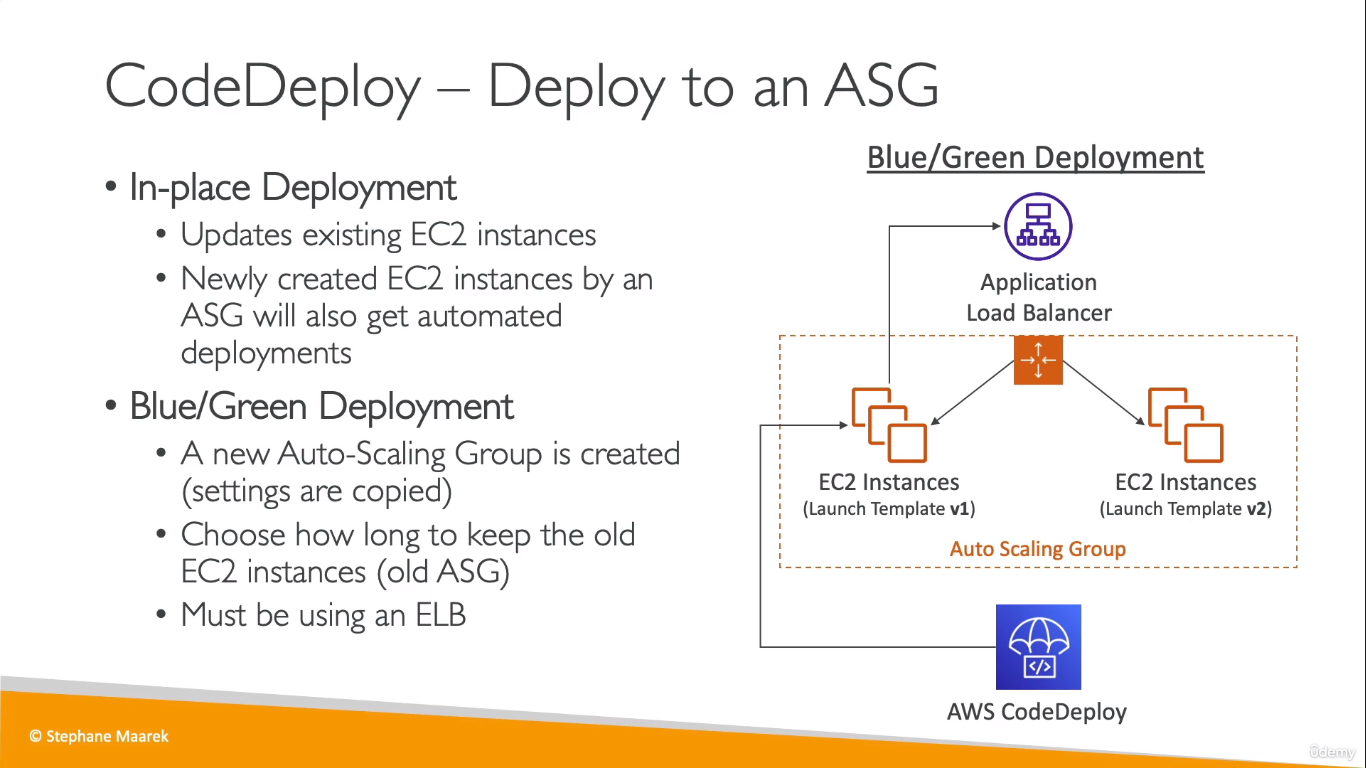 CodeDeploy – Deploy to an ASG
• In-place Deployment
• Updates existing EC2 instances
• Newly created EC2 instances by an
ASG will also get automated
deployments
• Blue/Green Deployment
• A new Auto-Scaling Group is created
(settings are copied)
• Choose how long to keep the old
EC2 instances (old ASG)
• Must be using an ELB
Blue/Green Deployment
Application
Load Balancer
EC2 Instances
(Launch Template v1)
EC2 Instances
(Launch Template v2)
Auto Scaling Group
</>
AWS CodeDeploy
© Stephane Maarek
ûdemy